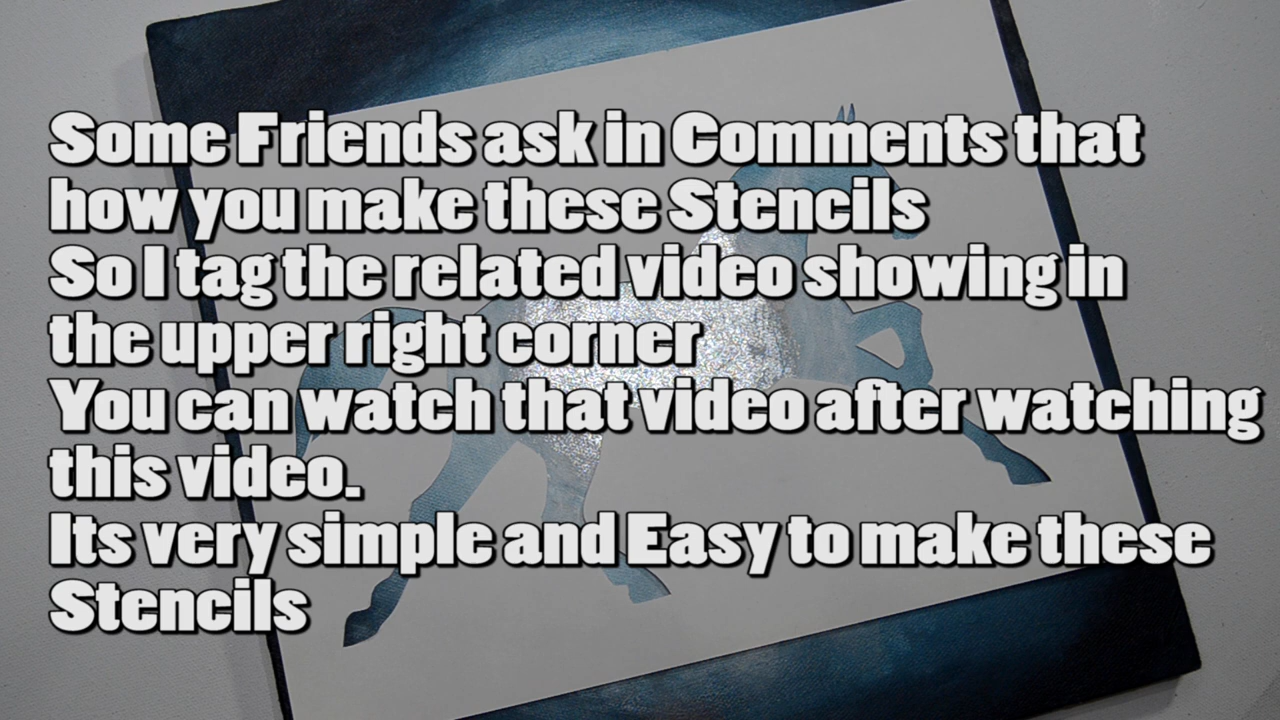 Some Friends ask in Comments that
how you make these Stencils
So I tag the related video showing in
the upper right corner
You can watch that video after watching
this video.
Its very simple and Easy to make these
Stencils